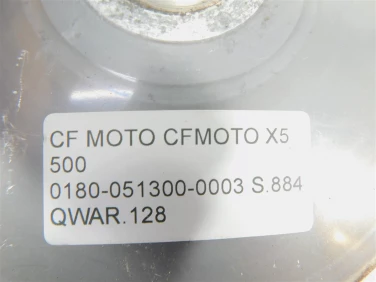 CF MOTO CFMOTO X5
500
0180-051300-0003 S.884
QWAR.128